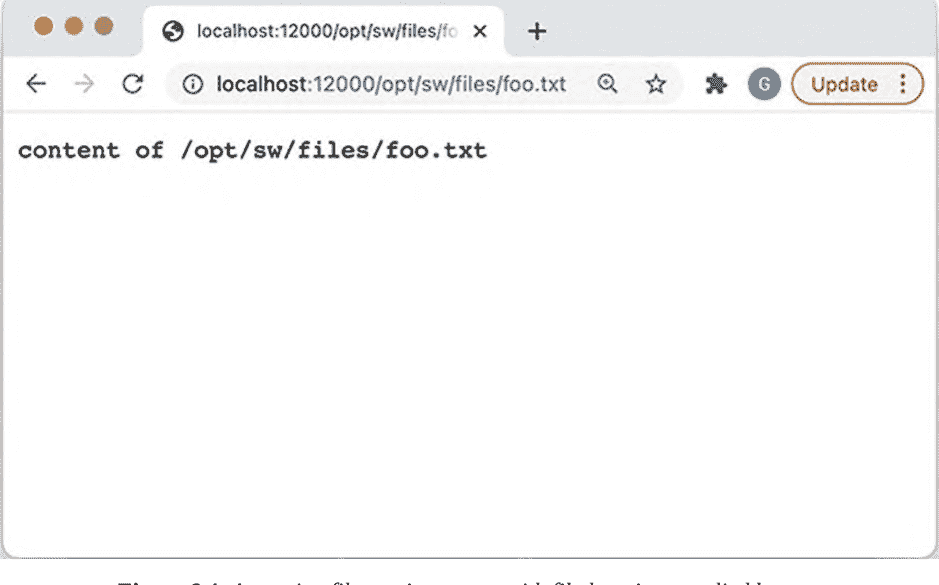 localhost:12000/opt/sw/files/fo
localhost:12000/opt/sw/files/foo.txt
G
Update
content of /opt/sw/files/foo.txt